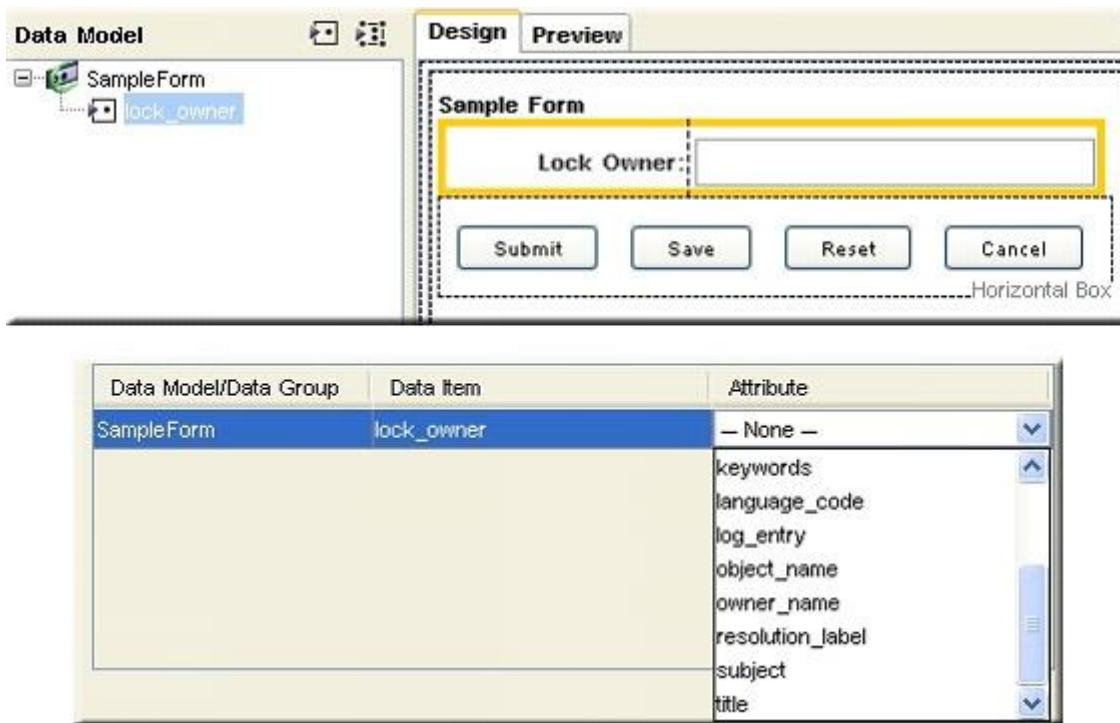 Data Model
Design Preview
SampleForm
lock_owner
Sample Form
Lock Owner:
Submit Save Reset Cancel
Horizontal Box
Data Model/Data Group Data Item Attribute
SampleForm lock_owner — None —
keywords
language_code
log_entry
object_name
owner_name
resolution_label
subject
title